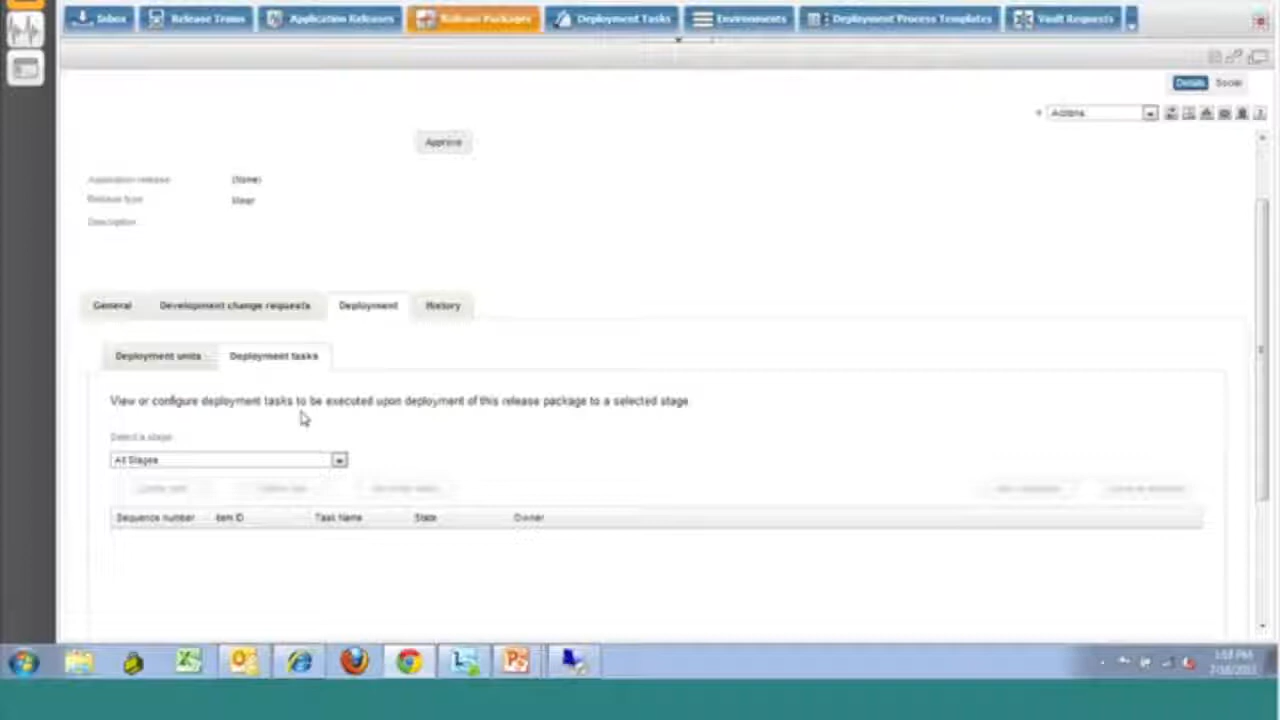 Inbox
Release Trains
Application Releases
Release Packages
Deployment Tasks
Environments
Deployment Process Templates
Vault Requests
Details
Social
Actions
Approve
Application release
(None)
Release type
Major
Description
General
Development change requests
Deployment
History
Deployment units
Deployment tasks
View or configure deployment tasks to be executed upon deployment of this release package to a selected stage.
Select a stage
All Stages
Sequence number
Item ID
Task Name
State
Owner